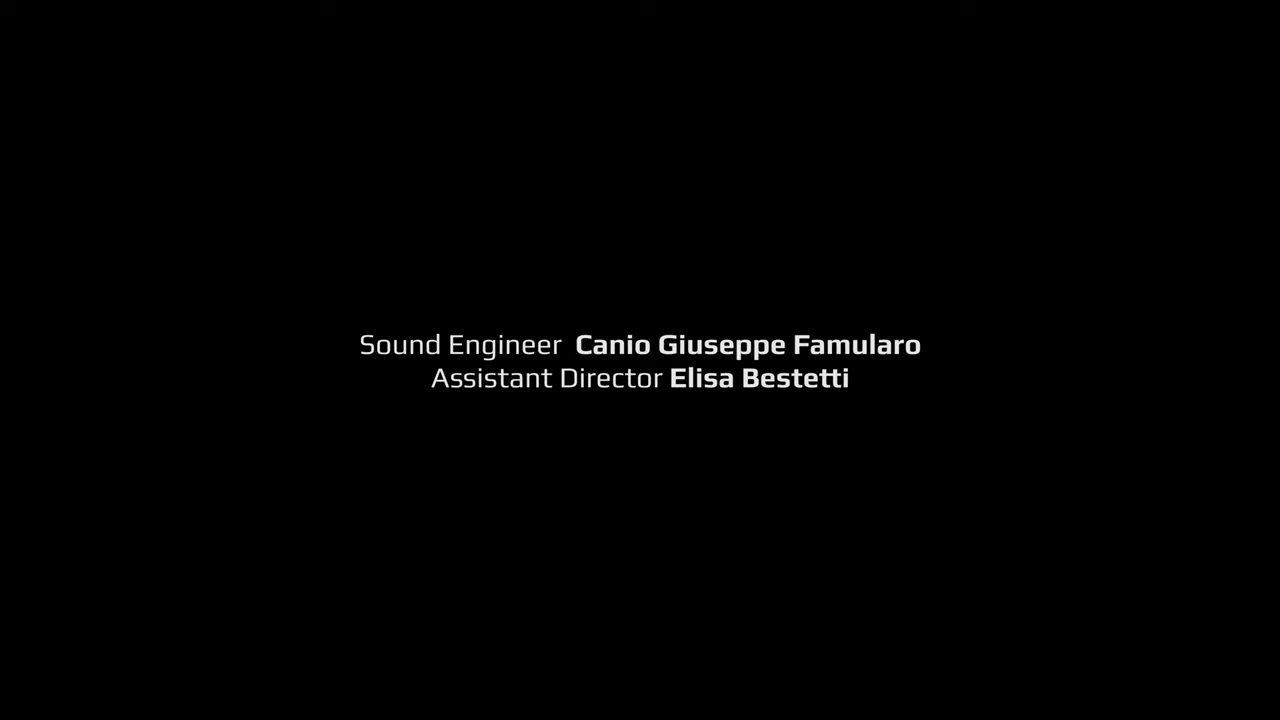 Sound Engineer Canio Giuseppe Famularo
Assistant Director Elisa Bestetti